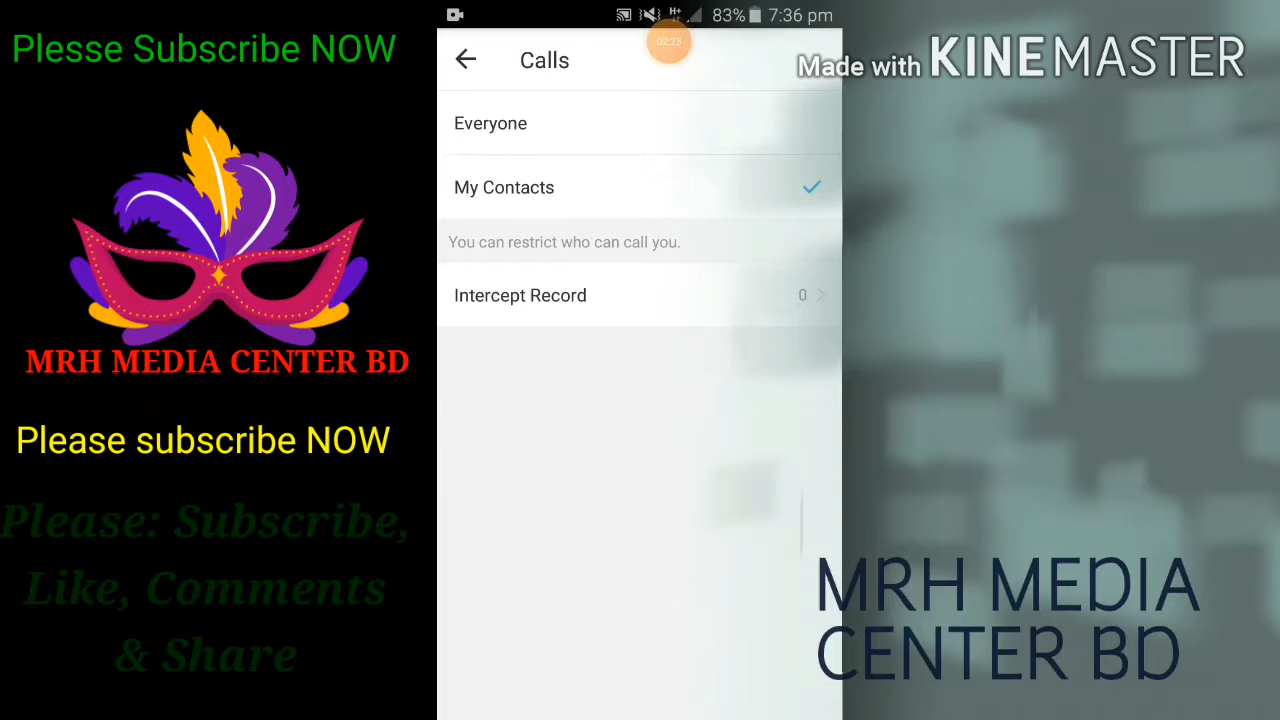 Plesse Subscribe NOW
MRH MEDIA CENTER BD
Please subscribe NOW
Please: Subscribe,
Like, Comments
& Share
H+ 83% 7:36 pm
02:23
Calls
Everyone
My Contacts
You can restrict who can call you.
Intercept Record 0
Made with KINEMASTER
MRH MEDIA
CENTER BD